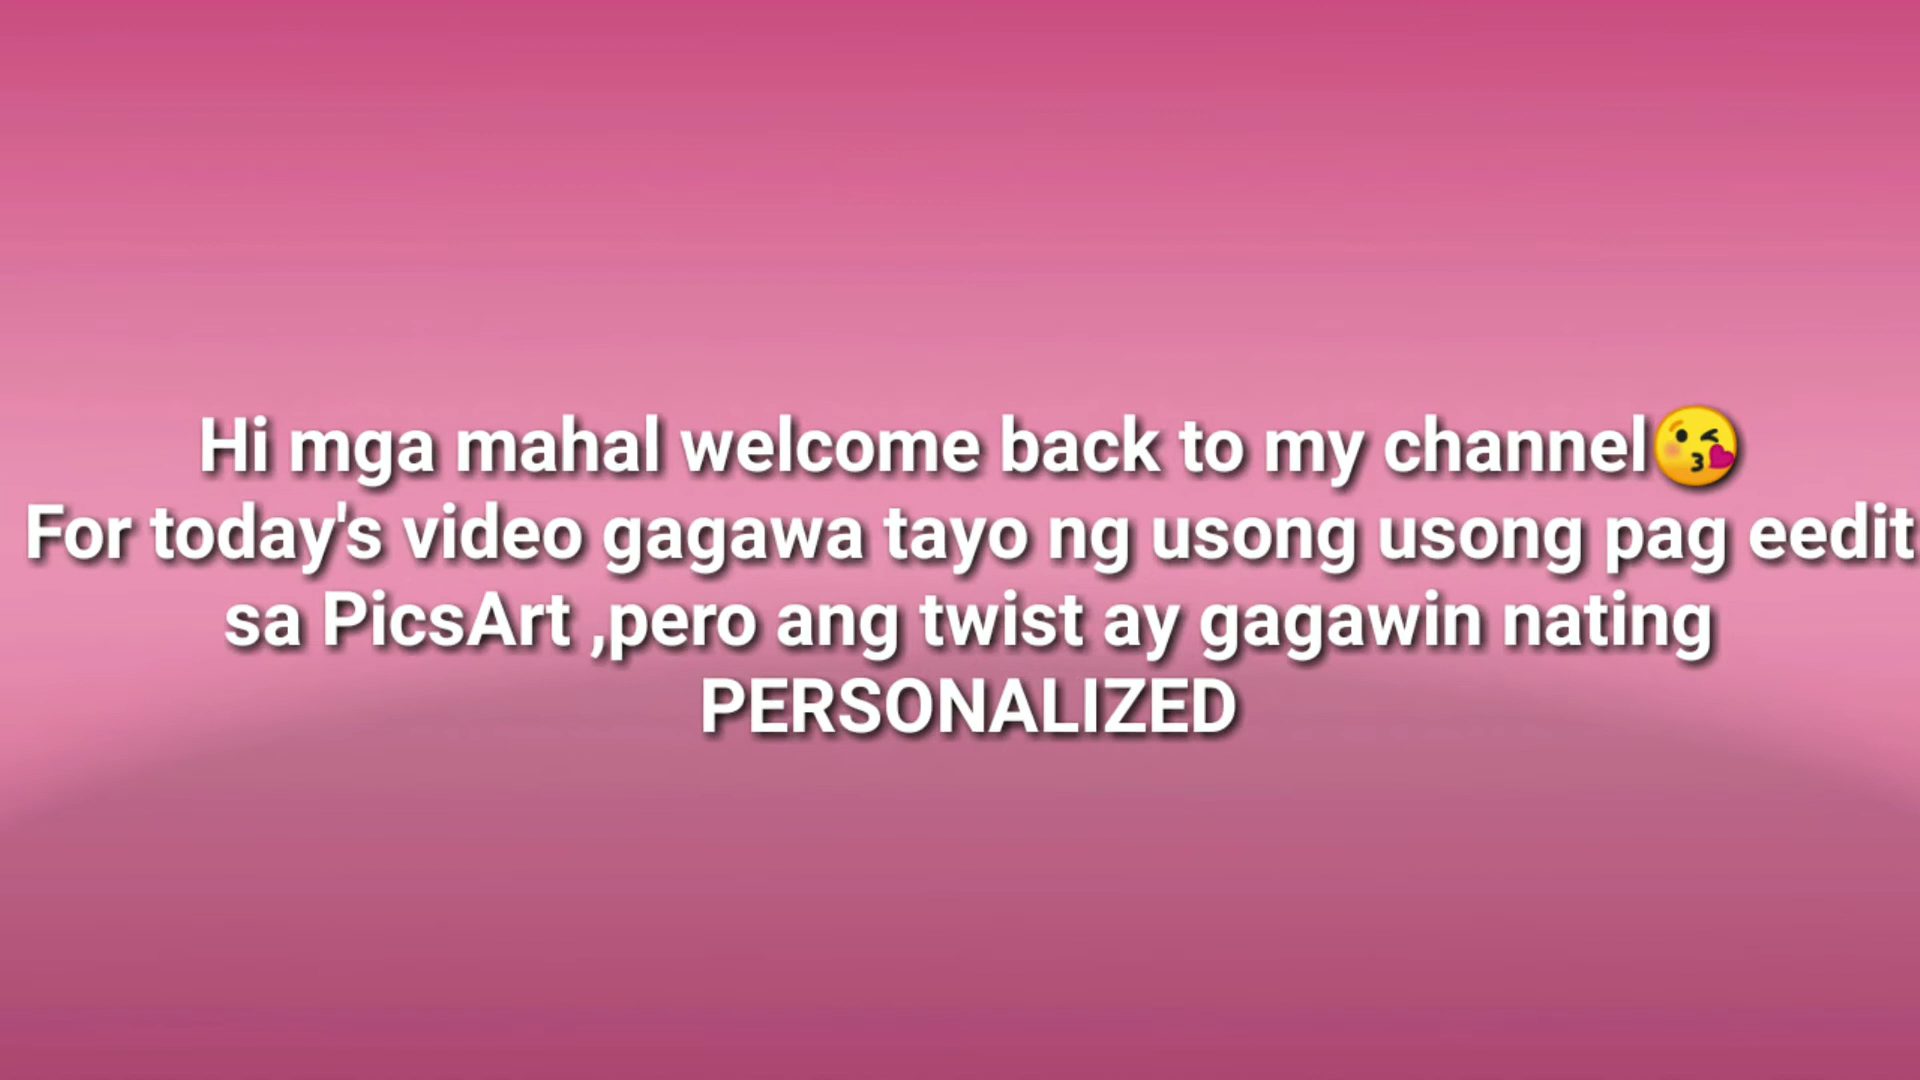 Hi mga mahal welcome back to my channel😘
For today's video gagawa tayo ng usong usong pag eedit
sa PicsArt ,pero ang twist ay gagawin nating
PERSONALIZED